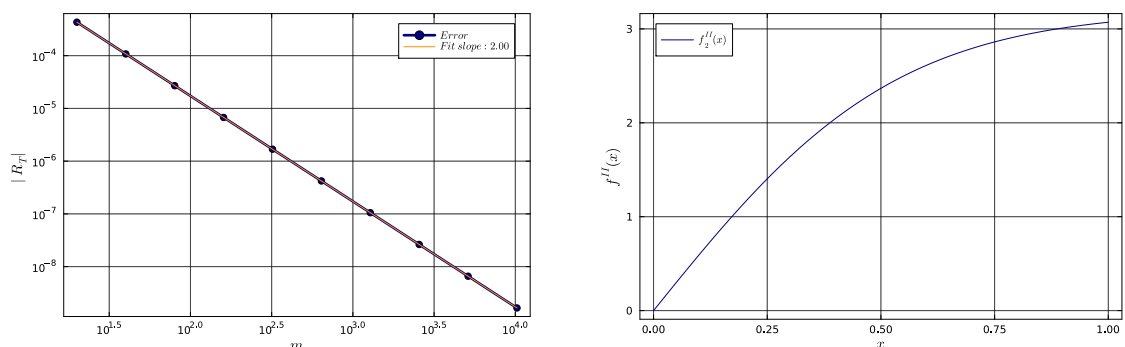 Error
Fit slope : 2.00
10^{-4}
10^{-5}
10^{-6}
10^{-7}
10^{-8}
|R_T|
10^{1.5} 10^{2.0} 10^{2.5} 10^{3.0} 10^{3.5} 10^{4.0}
m
f_2^{II}(x)
3
2
1
0
f^{II}(x)
0.00 0.25 0.50 0.75 1.00
x